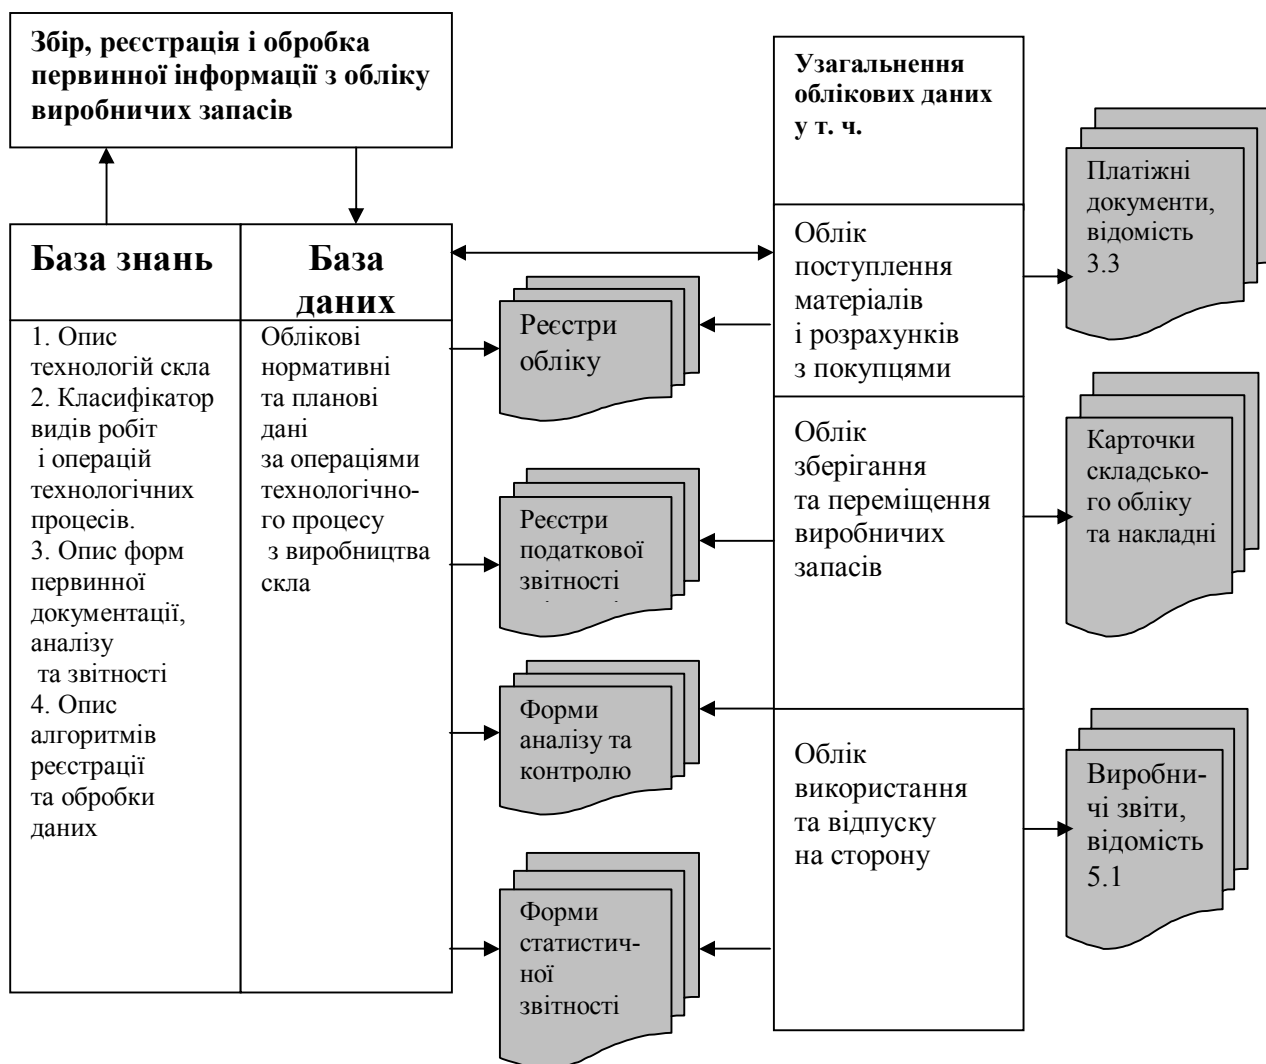 Збір, реєстрація і обробка
первинної інформації з обліку
виробничих запасів
База знань
1. Опис
технологій скла
2. Класифікатор
видів робіт
і операцій
технологічних
процесів.
3. Опис форм
первинної
документації,
аналізу
та звітності
4. Опис
алгоритмів
реєстрації
та обробки
даних
База
даних
Облікові
нормативні
та планові
дані
за операціями
технологічно-
го процесу
з виробництва
скла
Реєстри
обліку
Реєстри
податкової
звітності
Форми
аналізу та
контролю
Форми
статистич-
ної
звітності
Узагальнення
облікових даних
у т. ч.
Облік
поступлення
матеріалів
і розрахунків
з покупцями
Облік
зберігання
та переміщення
виробничих
запасів
Облік
використання
та відпуску
на сторону
Платіжні
документи,
відомість
3.3
Карточки
складсько-
го обліку
та накладні
Виробни-
чі звіти,
відомість
5.1